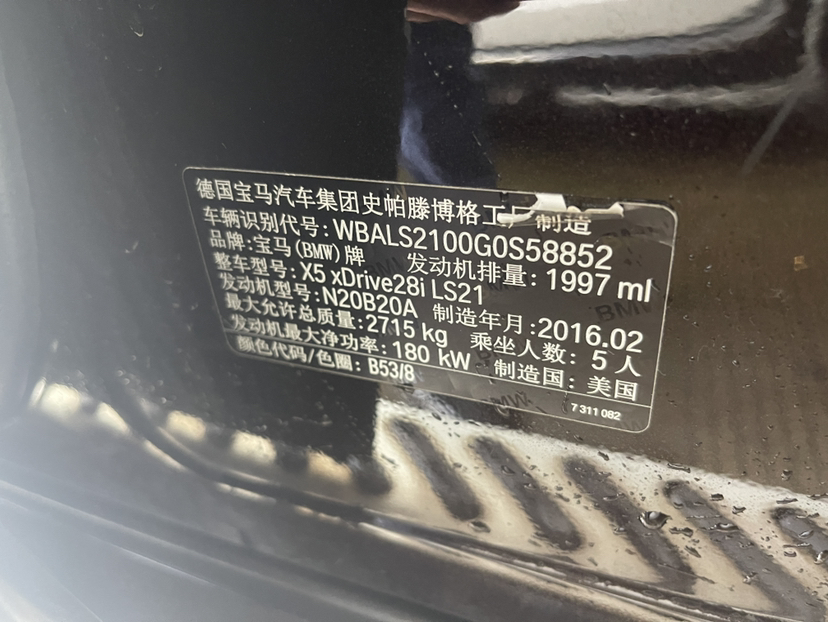 德国宝马汽车集团史帕滕博格工厂制造
车辆识别代号: WBALS2100G0S58852
品牌: 宝马(BMW)牌 发动机排量: 1997 ml
整车型号: X5 xDrive28i LS21
发动机型号: N20B20A 制造年月: 2016.02
最大允许总质量: 2715 kg 乘坐人数: 5 人
发动机最大净功率: 180 kW 制造国: 美国
颜色代码/色圈: B53/8
7 311 082